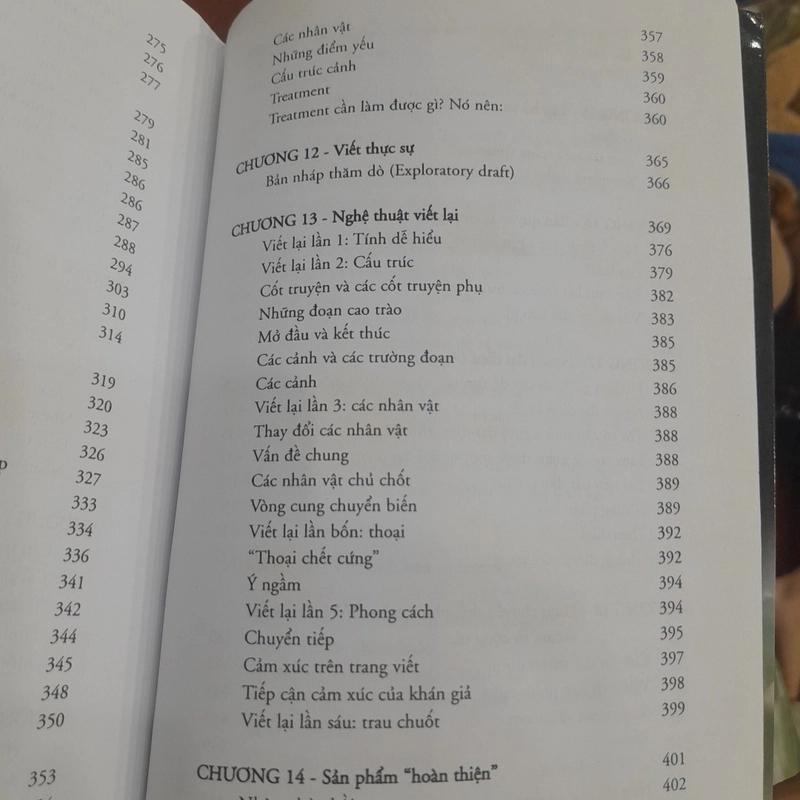 275
276
277
279
281
285
286
286
287
288
294
303
310
314
319
320
323
326
327
333
334
336
341
342
344
345
348
350
353
Các nhân vật 357
Những điểm yếu 358
Cấu trúc cảnh 359
Treatment 360
Treatment cần làm được gì? Nó nên: 360
CHƯƠNG 12 - Viết thực sự 365
Bản nháp thăm dò (Exploratory draft) 366
CHƯƠNG 13 - Nghệ thuật viết lại 369
Viết lại lần 1: Tính dễ hiểu 376
Viết lại lần 2: Cấu trúc 379
Cốt truyện và các cốt truyện phụ 382
Những đoạn cao trào 383
Mở đầu và kết thúc 385
Các cảnh và các trường đoạn 385
Các cảnh 386
Viết lại lần 3: các nhân vật 388
Thay đổi các nhân vật 388
Vấn đề chung 388
Các nhân vật chủ chốt 389
Vòng cung chuyển biến 389
Viết lại lần bốn: thoại 392
“Thoại chết cứng” 392
Ý ngầm 394
Viết lại lần 5: Phong cách 394
Chuyển tiếp 395
Cảm xúc trên trang viết 397
Tiếp cận cảm xúc của khán giả 398
Viết lại lần sáu: trau chuốt 399
CHƯƠNG 14 - Sản phẩm “hoàn thiện” 401
402